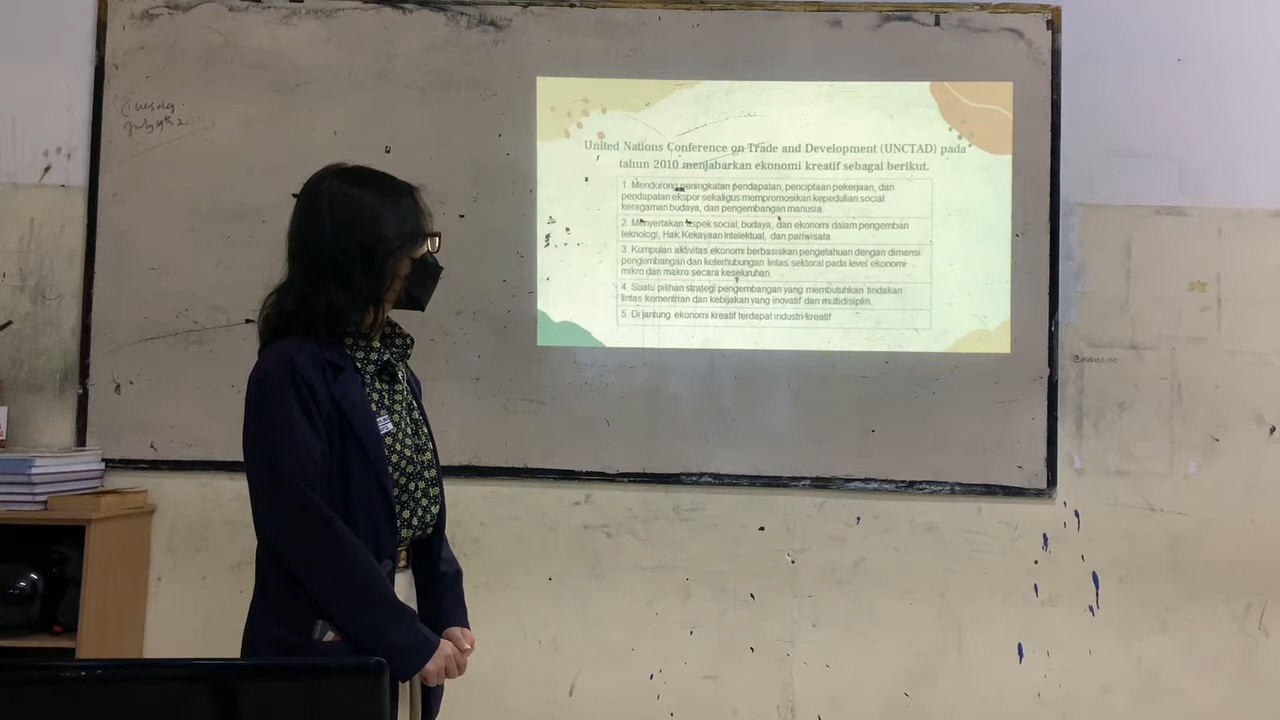 United Nations Conference on Trade and Development (UNCTAD) pada
tahun 2010 menjabarkan ekonomi kreatif sebagai berikut.
1. Mendorong peningkatan pendapatan, penciptaan pekerjaan, dan
pendapatan ekspor sekaligus mempromosikan kepedulian social
keragaman budaya, dan pengembangan manusia.
2. Menyertakan aspek social, budaya, dan ekonomi dalam pengemban
teknologi, Hak Kekayaan Intelektual, dan pariwisata.
3. Kumpulan aktivitas ekonomi berbasiskan pengetahuan dengan dimensi
pengembangan dan keterhubungan lintas sektoral pada level ekonomi
mikro dan makro secara keseluruhan.
4. Suatu pilihan strategi pengembangan yang membutuhkan tindakan
lintas kementrian dan kebijakan yang inovatif dan multidisiplin.
5. Di jantung ekonomi kreatif terdapat industri kreatif